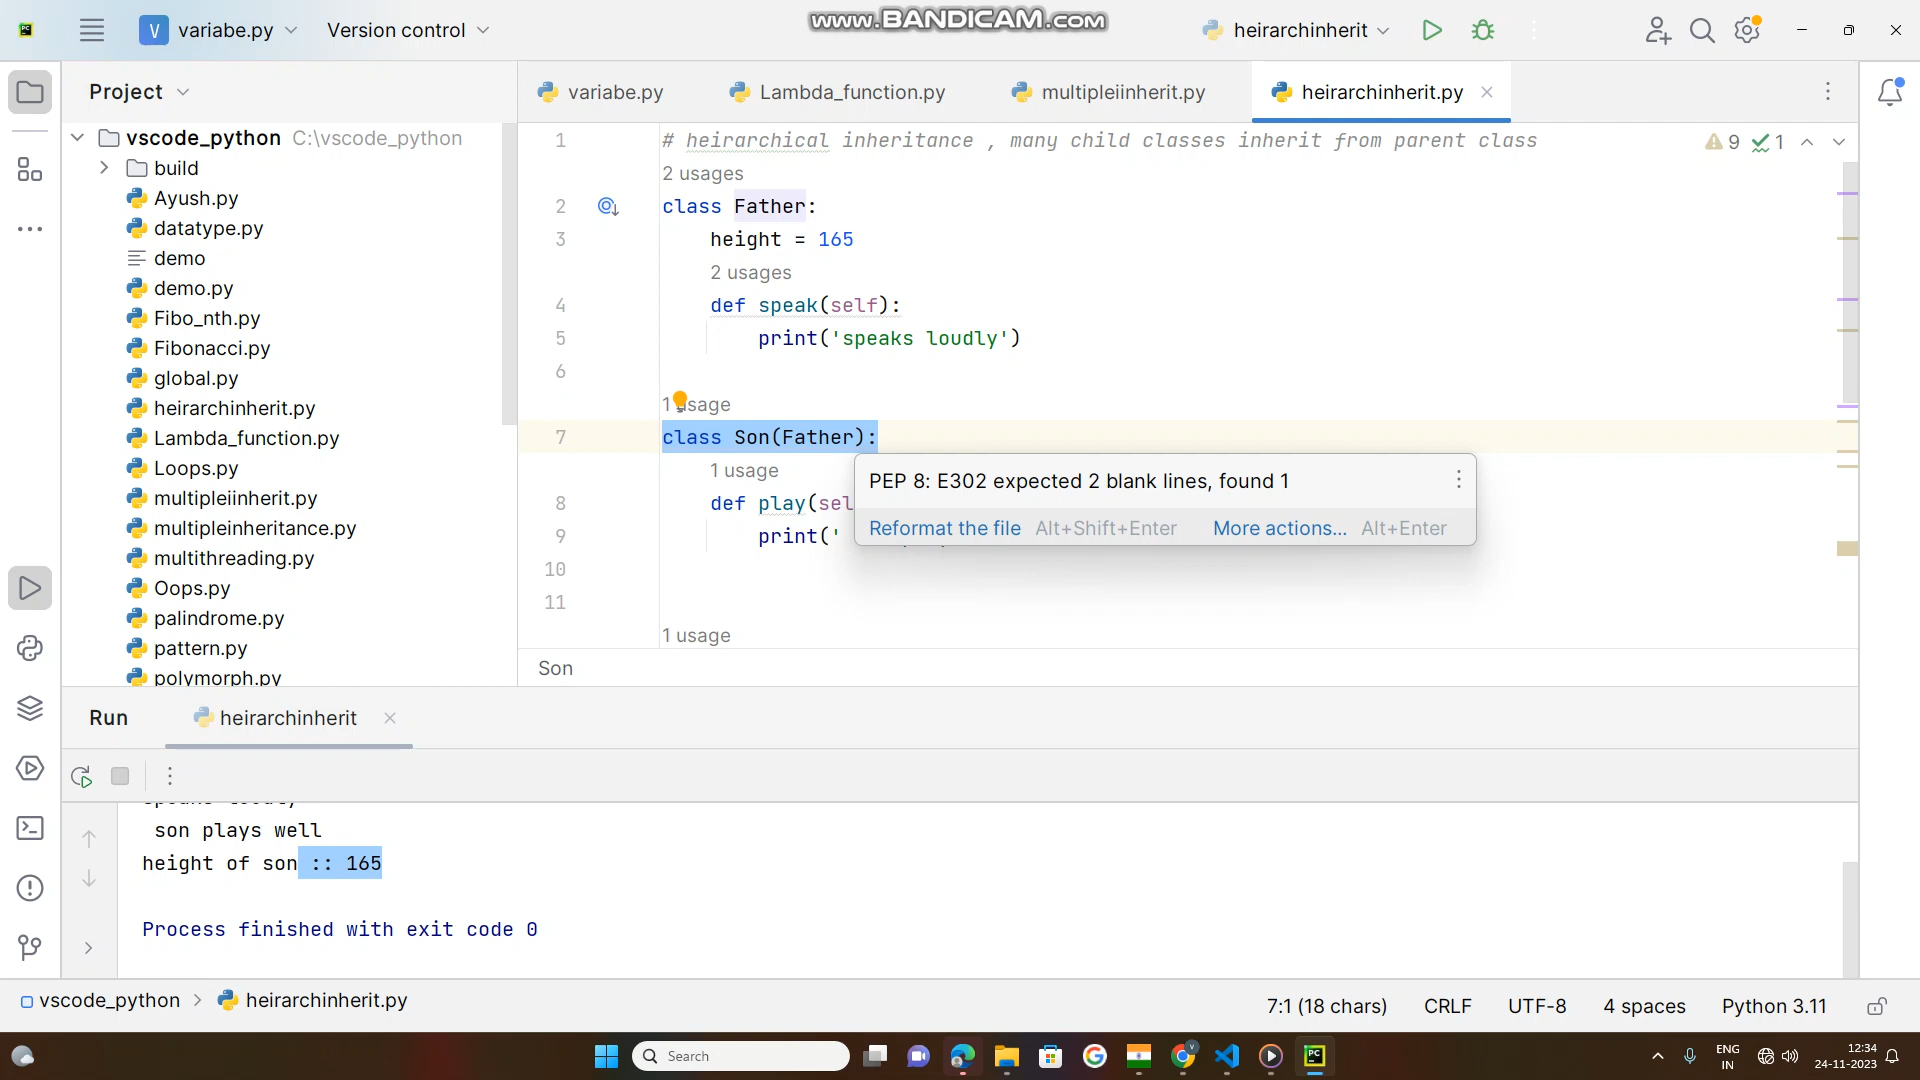 V variabe.py Version control
www.BANDICAM.com
heirarchinherit
Project
variabe.py Lambda_function.py multipleiinherit.py heirarchinherit.py
vscode_python C:\vscode_python
build
Ayush.py
datatype.py
demo
demo.py
Fibo_nth.py
Fibonacci.py
global.py
heirarchinherit.py
Lambda_function.py
Loops.py
multipleiinherit.py
multipleinheritance.py
multithreading.py
Oops.py
palindrome.py
pattern.py
polymorph.py
1 # heirarchical inheritance , many child classes inherit from parent class
9 1
2 usages
2 class Father:
3 height = 165
2 usages
4 def speak(self):
5 print('speaks loudly')
6
1 usage
7 class Son(Father):
1 usage
8 def play(sel
9 print('
10
11
1 usage
PEP 8: E302 expected 2 blank lines, found 1
Reformat the file Alt+Shift+Enter More actions... Alt+Enter
Son
Run heirarchinherit
speaks loudly
son plays well
height of son :: 165
Process finished with exit code 0
vscode_python > heirarchinherit.py
7:1 (18 chars) CRLF UTF-8 4 spaces Python 3.11
Search
ENG
IN
12:34
24-11-2023